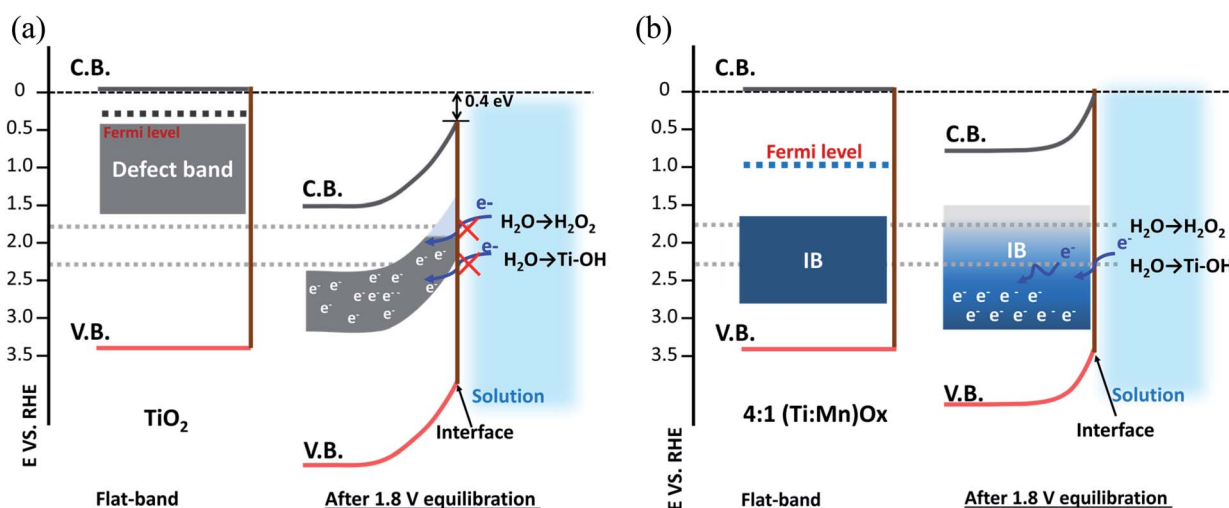 (a)
C.B.
0
0.5
1.0
1.5
2.0
2.5
3.0
3.5
E VS. RHE
Fermi level
Defect band
V.B.
TiO₂
Flat-band
0.4 eV
C.B.
e-
H₂O→H₂O₂
e-
H₂O→Ti-OH
e⁻ e⁻
e⁻ e⁻ e⁻
e⁻ e⁻ e⁻ e⁻ ⁻ e⁻
e⁻ e⁻ e⁻
Solution
Interface
V.B.
After 1.8 V equilibration
(b)
C.B.
0
0.5
1.0
1.5
2.0
2.5
3.0
3.5
E VS. RHE
Fermi level
IB
V.B.
4:1 (Ti:Mn)Ox
Flat-band
C.B.
H₂O→H₂O₂
IB
e⁻
e⁻
H₂O→Ti-OH
e⁻ e⁻ e⁻ e⁻
e⁻ e⁻ e⁻ e⁻ e⁻
V.B.
Solution
Interface
After 1.8 V equilibration